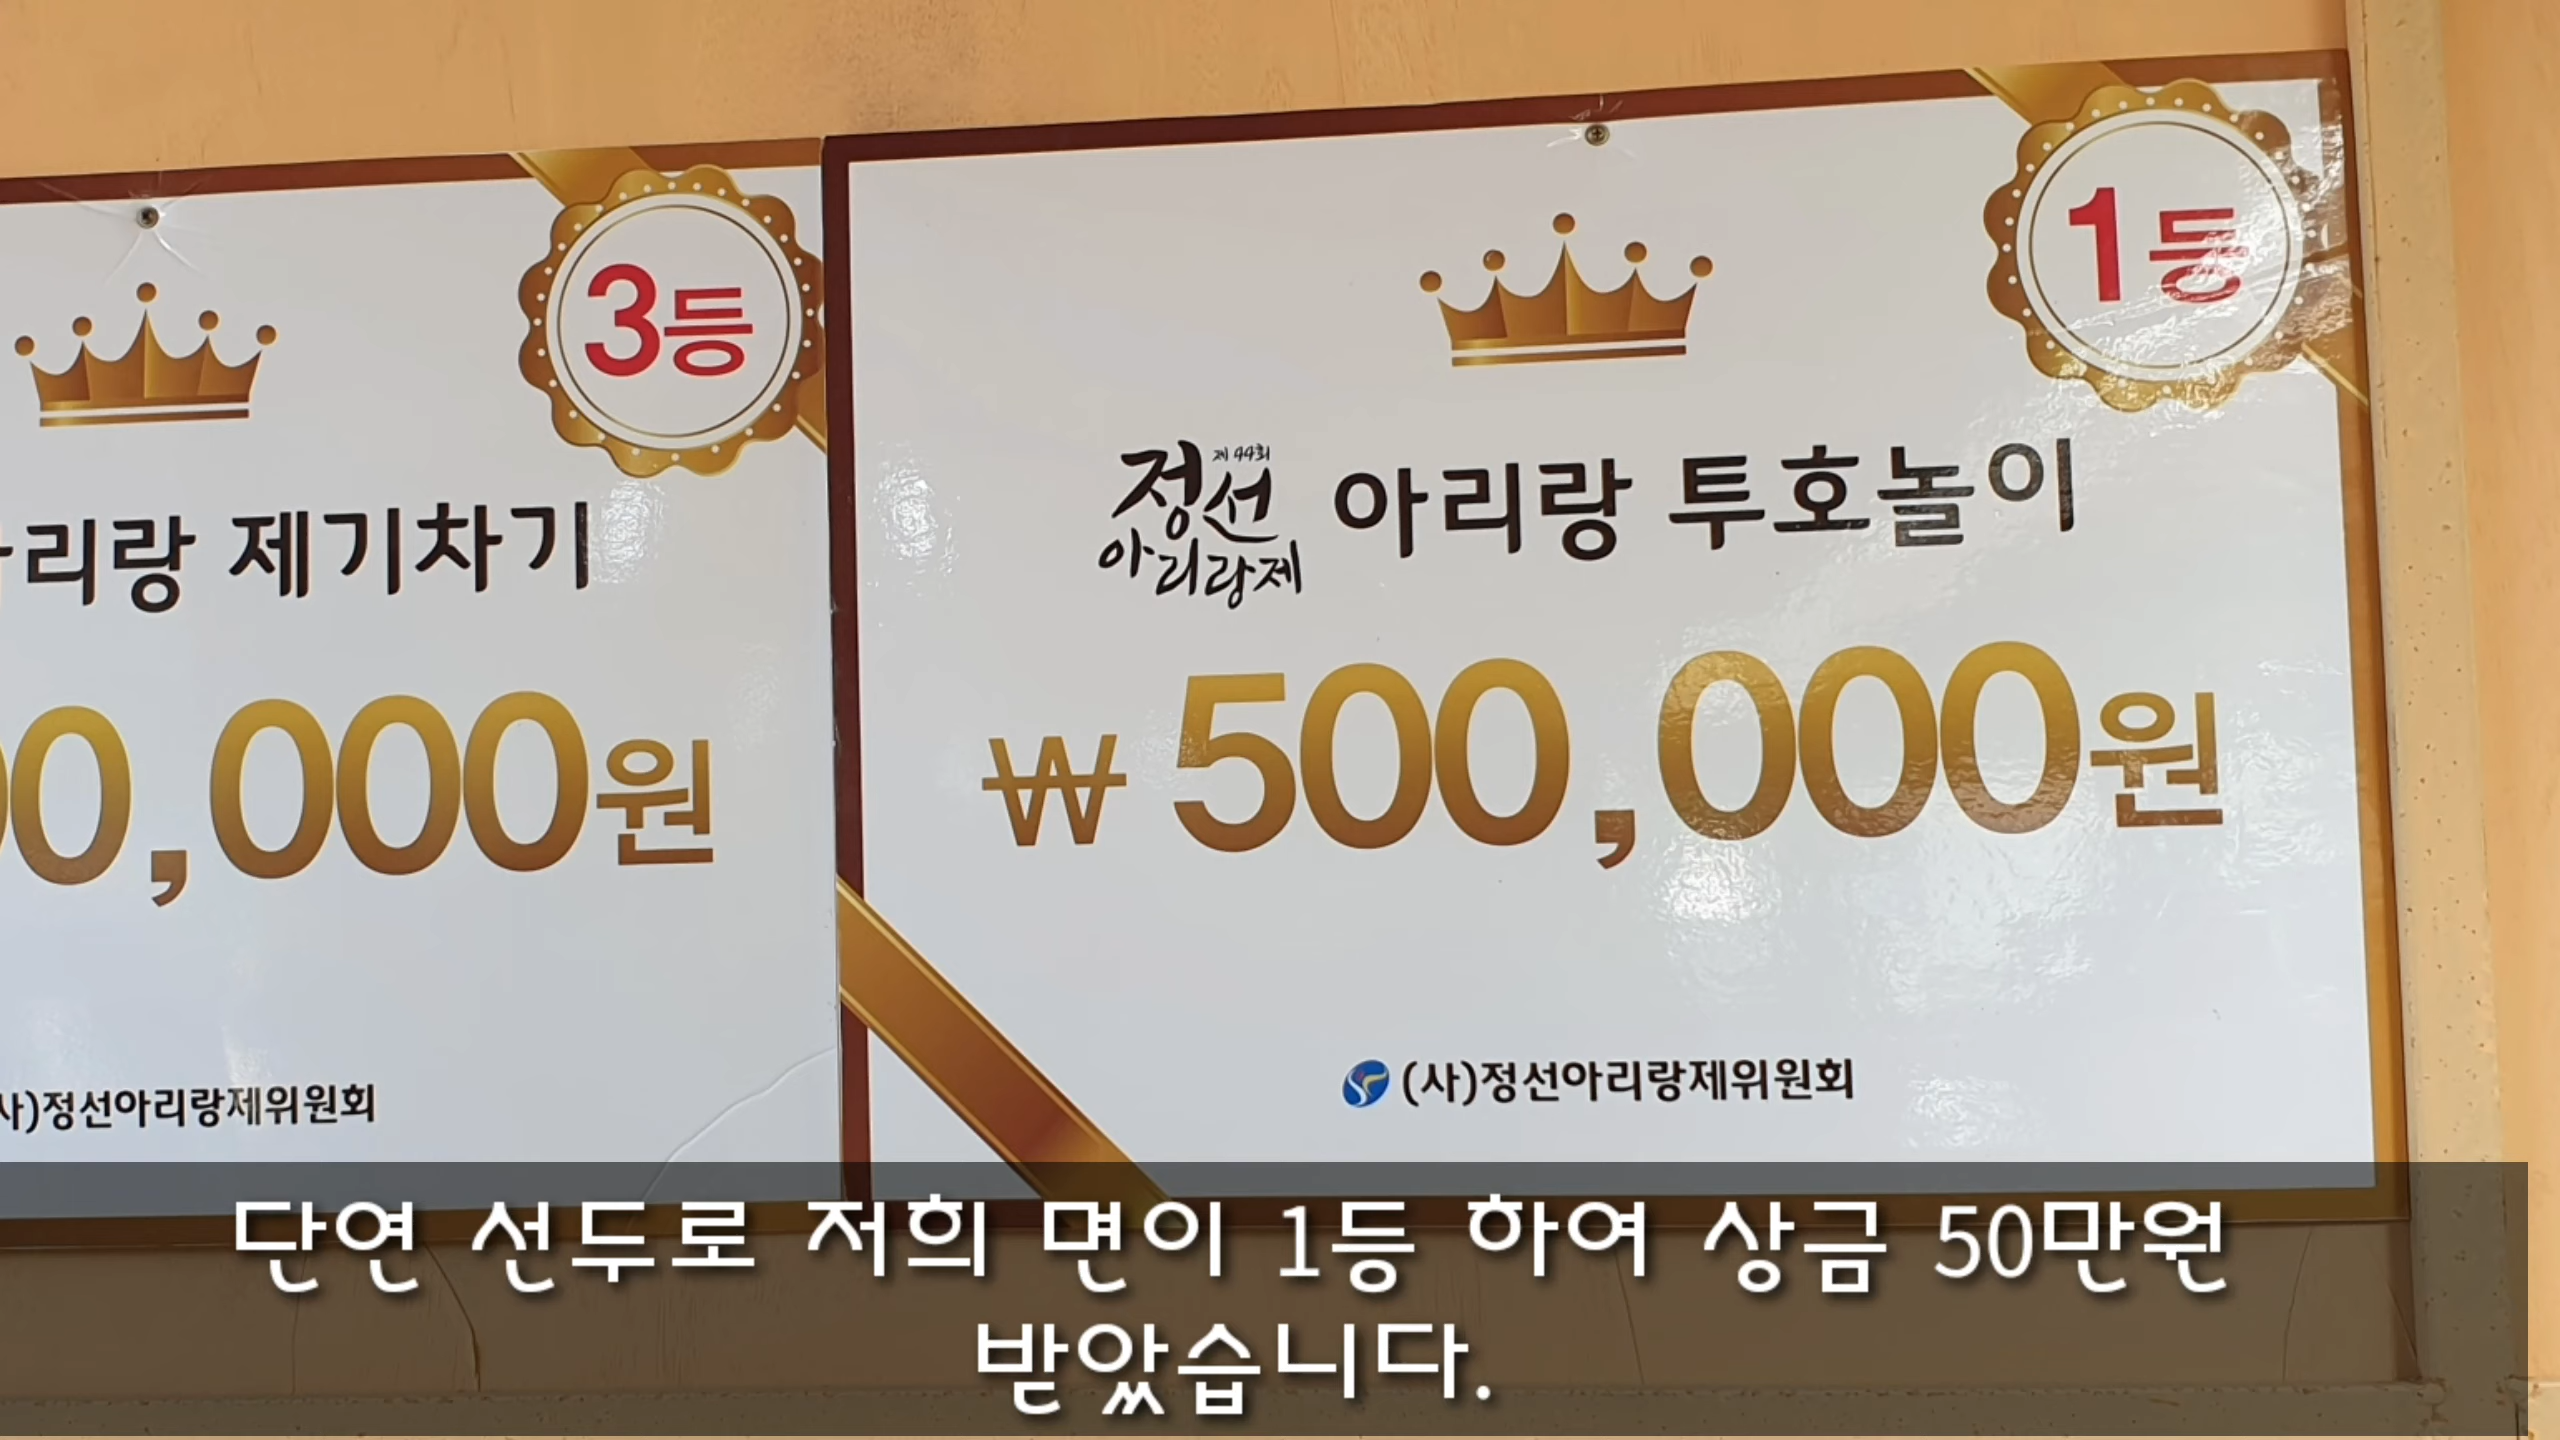 3등
리랑 제기차기
0,000원
사)정선아리랑제위원회
1등
제44회
정선
아리랑제
아리랑 투호놀이
₩500,000원
(사)정선아리랑제위원회
단연 선두로 저희 면이 1등 하여 상금 50만원
받았습니다.